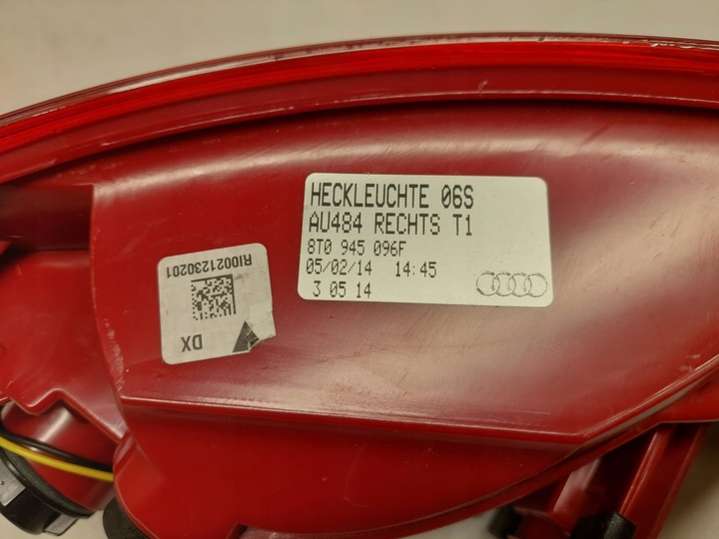 HECKLEUCHTE 06S
AU484 RECHTS T1
8T0 945 096F
05/02/14 14:45
3 05 14
RI0021230201
DX